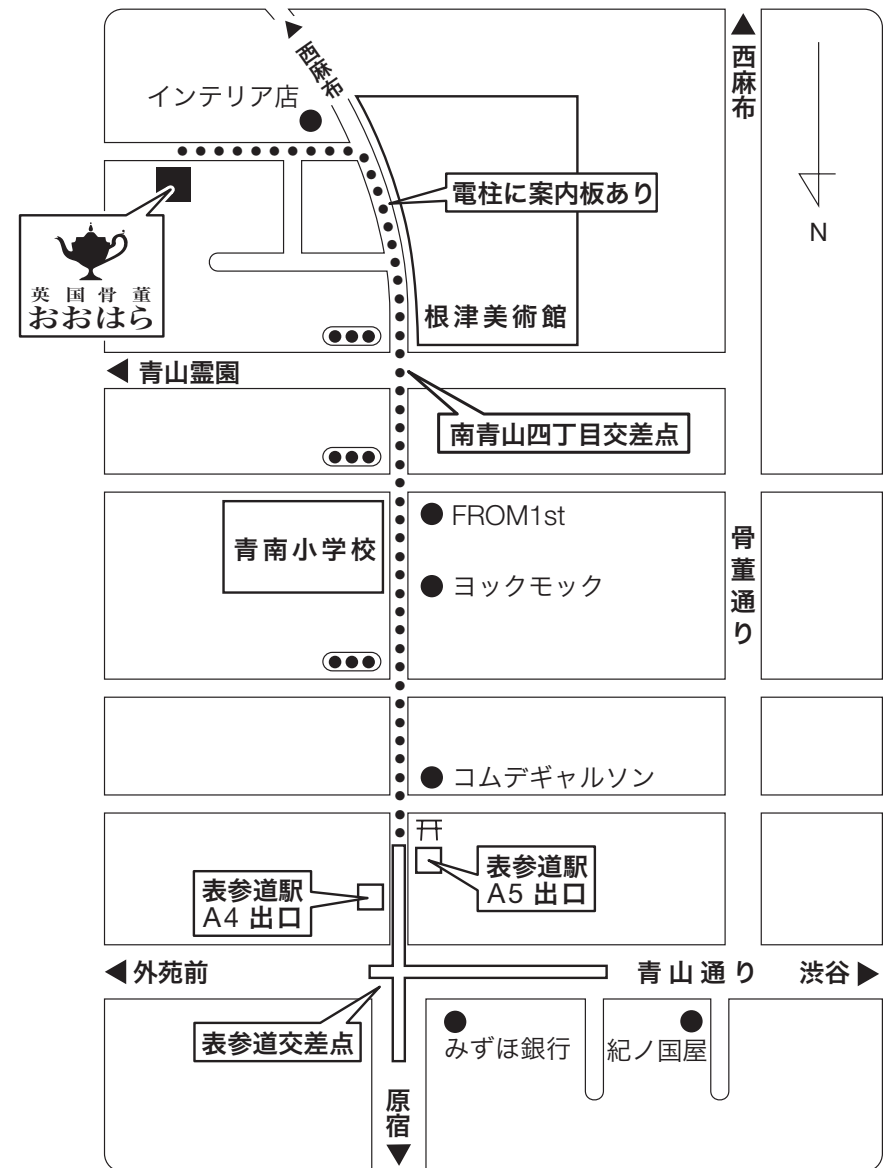 西麻布
西麻布
インテリア店
電柱に案内板あり
N
英国骨董
おおはら
根津美術館
青山霊園
南青山四丁目交差点
FROM1st
青南小学校
ヨックモック
骨董通り
コムデギャルソン
表参道駅
A5 出口
表参道駅
A4 出口
外苑前
青山通り
渋谷
表参道交差点
みずほ銀行
紀ノ国屋
原宿